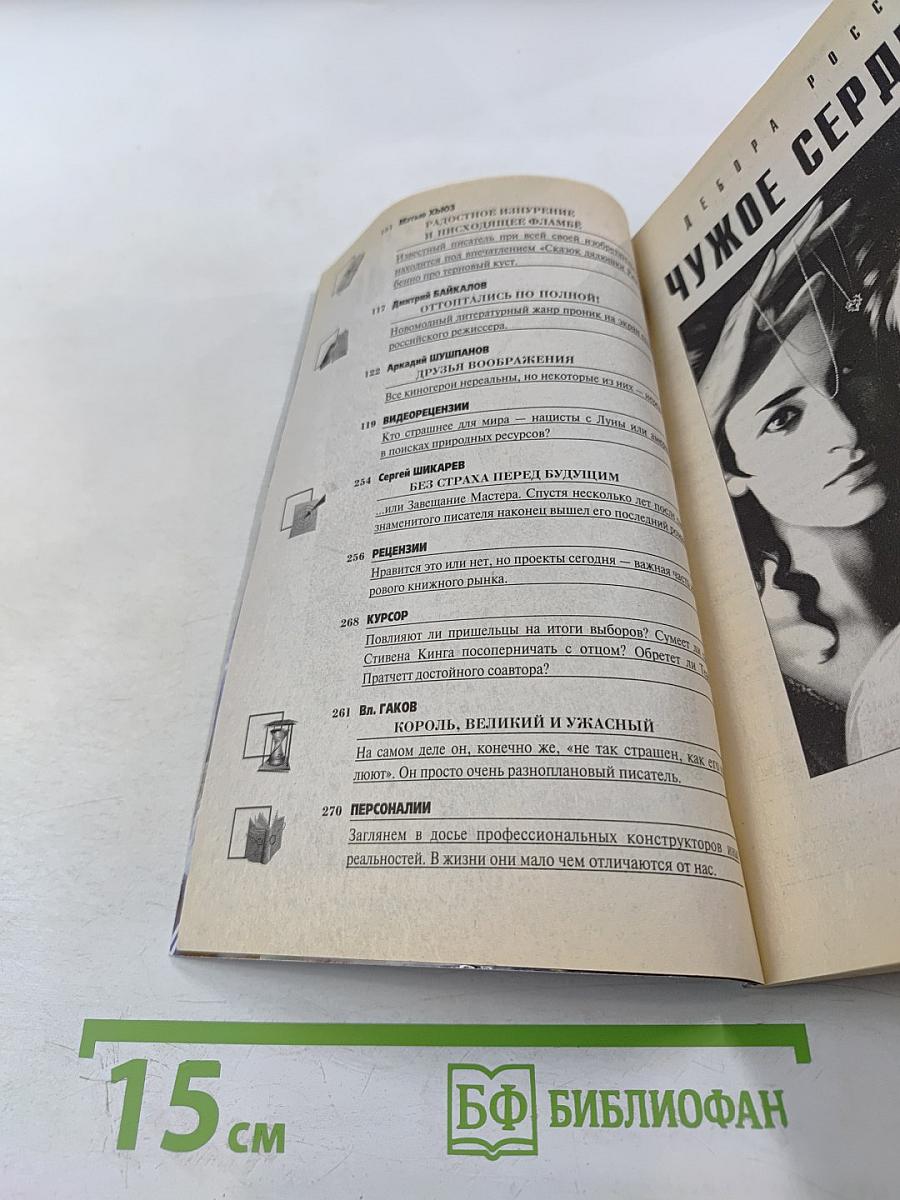 Мэтью ХЬЮЗ
РАДОСТНОЕ ИЗНУРЕНИЕ
И НИСХОДЯЩЕЕ ФЛАМБЕ
Известный писатель при всей своей
находится под впечатлением «Сказок дядюшки
бенно про терновый куст.
117 Дмитрий БАЙКАЛОВ
ОТТОПТАЛИСЬ ПО ПОЛНОЙ!
Новомодный литературный жанр проник на экран
российского режиссера.
122 Аркадий ШУШПАНОВ
ДРУЗЬЯ ВООБРАЖЕНИЯ
Все киногерои нереальны, но некоторые из них —
119 ВИДЕОРЕЦЕНЗИИ
Кто страшнее для мира — нацисты с Луны или
в поисках природных ресурсов?
254 Сергей ШИКАРЕВ
БЕЗ СТРАХА ПЕРЕД БУДУЩИМ
...или Завещание Мастера. Спустя несколько лет после
знаменитого писателя наконец вышел его последний
256 РЕЦЕНЗИИ
Нравится это или нет, но проекты сегодня — важная часть
рового книжного рынка.
268 КУРСОР
Повлияют ли пришельцы на итоги выборов? Сумеет ли
Стивена Кинга посоперничать с отцом? Обретет ли
Пратчетт достойного соавтора?
261 Вл. ГАКОВ
КОРОЛЬ, ВЕЛИКИЙ И УЖАСНЫЙ
На самом деле он, конечно же, «не так страшен, как его
люют». Он просто очень разноплановый писатель.
270 ПЕРСОНАЛИИ
Заглянем в досье профессиональных конструкторов
реальностей. В жизни они мало чем отличаются от нас.
ДЕБОРА РОСС
ЧУЖОЕ СЕРД
15 см
БФ БИБЛИОФАН